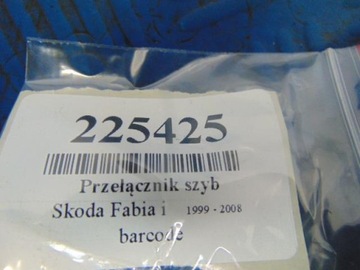 225425
Przełącznik szyb
Skoda Fabia i 1999 - 2008
barcode